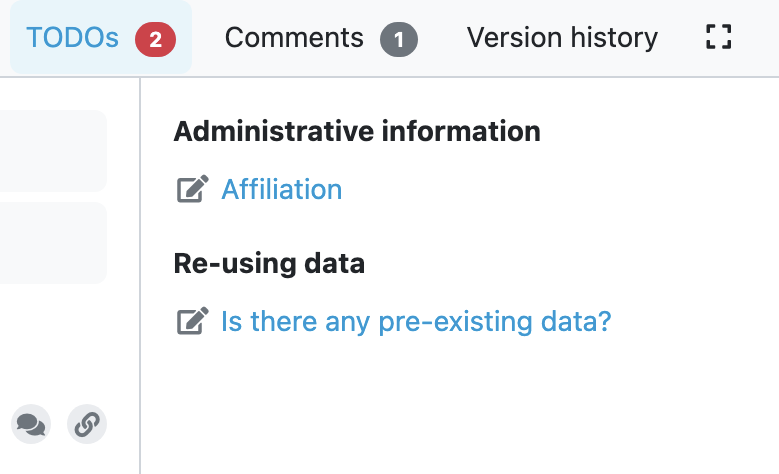 TODOs 2 Comments 1 Version history
Administrative information
Affiliation
Re-using data
Is there any pre-existing data?